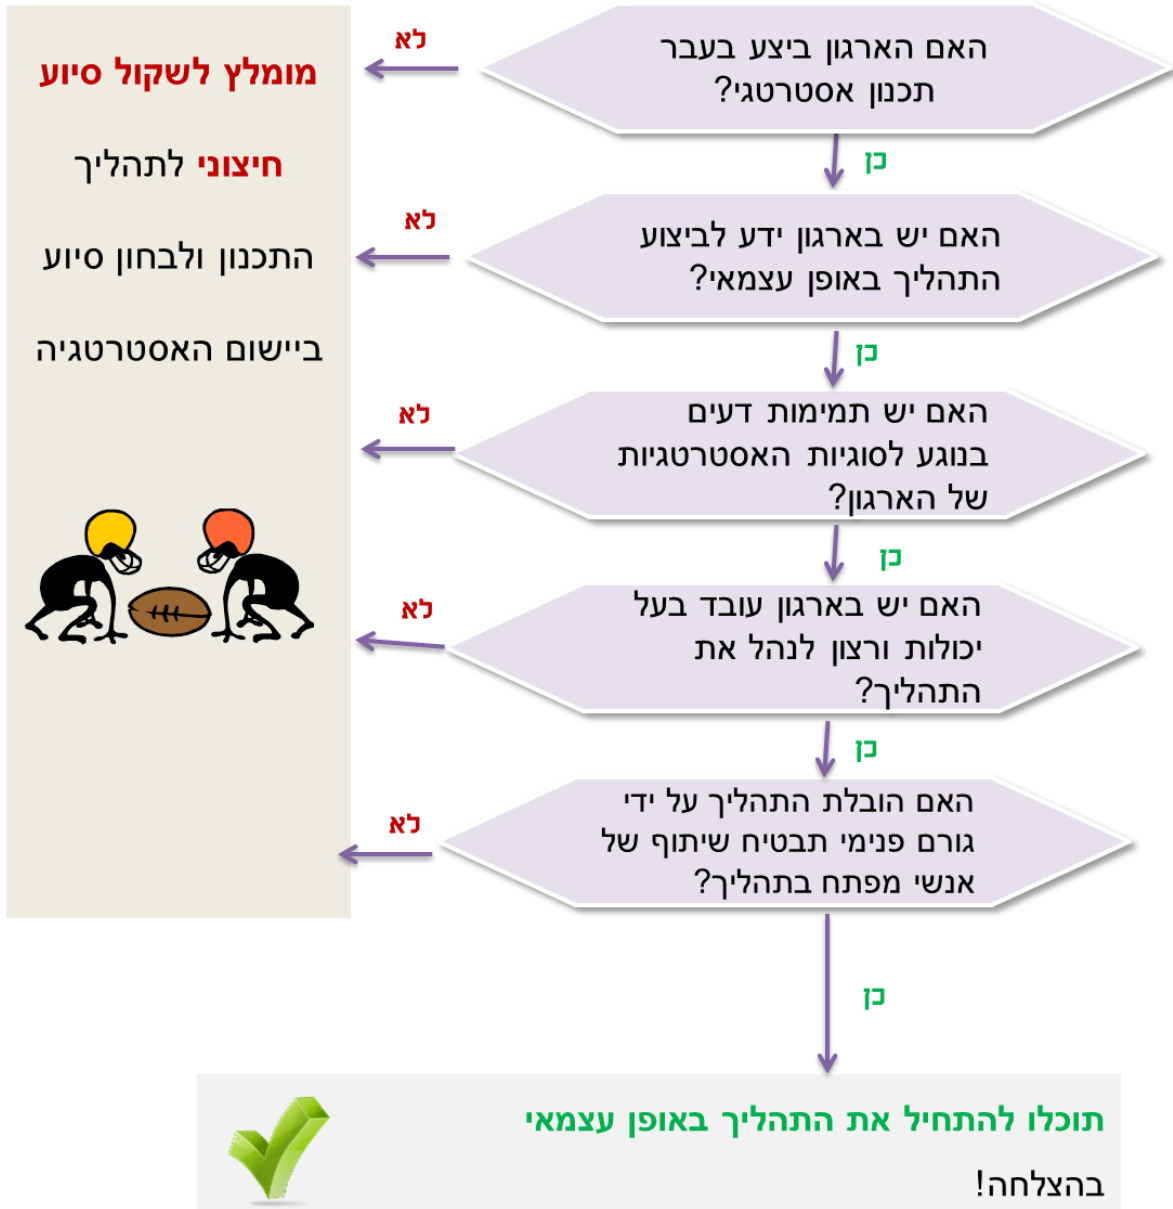 האם הארגון ביצע בעבר
תכנון אסטרטגי?
לא
כן
האם יש בארגון ידע לביצוע
התהליך באופן עצמאי?
לא
כן
האם יש תמימות דעים
בנוגע לסוגיות האסטרטגיות
של הארגון?
לא
כן
האם יש בארגון עובד בעל
יכולות ורצון לנהל את
התהליך?
לא
כן
האם הובלת התהליך על ידי
גורם פנימי תבטיח שיתוף של
אנשי מפתח בתהליך?
לא
כן
מומלץ לשקול סיוע
חיצוני לתהליך
התכנון ולבחון סיוע
ביישום האסטרטגיה
תוכלו להתחיל את התהליך באופן עצמאי
בהצלחה!